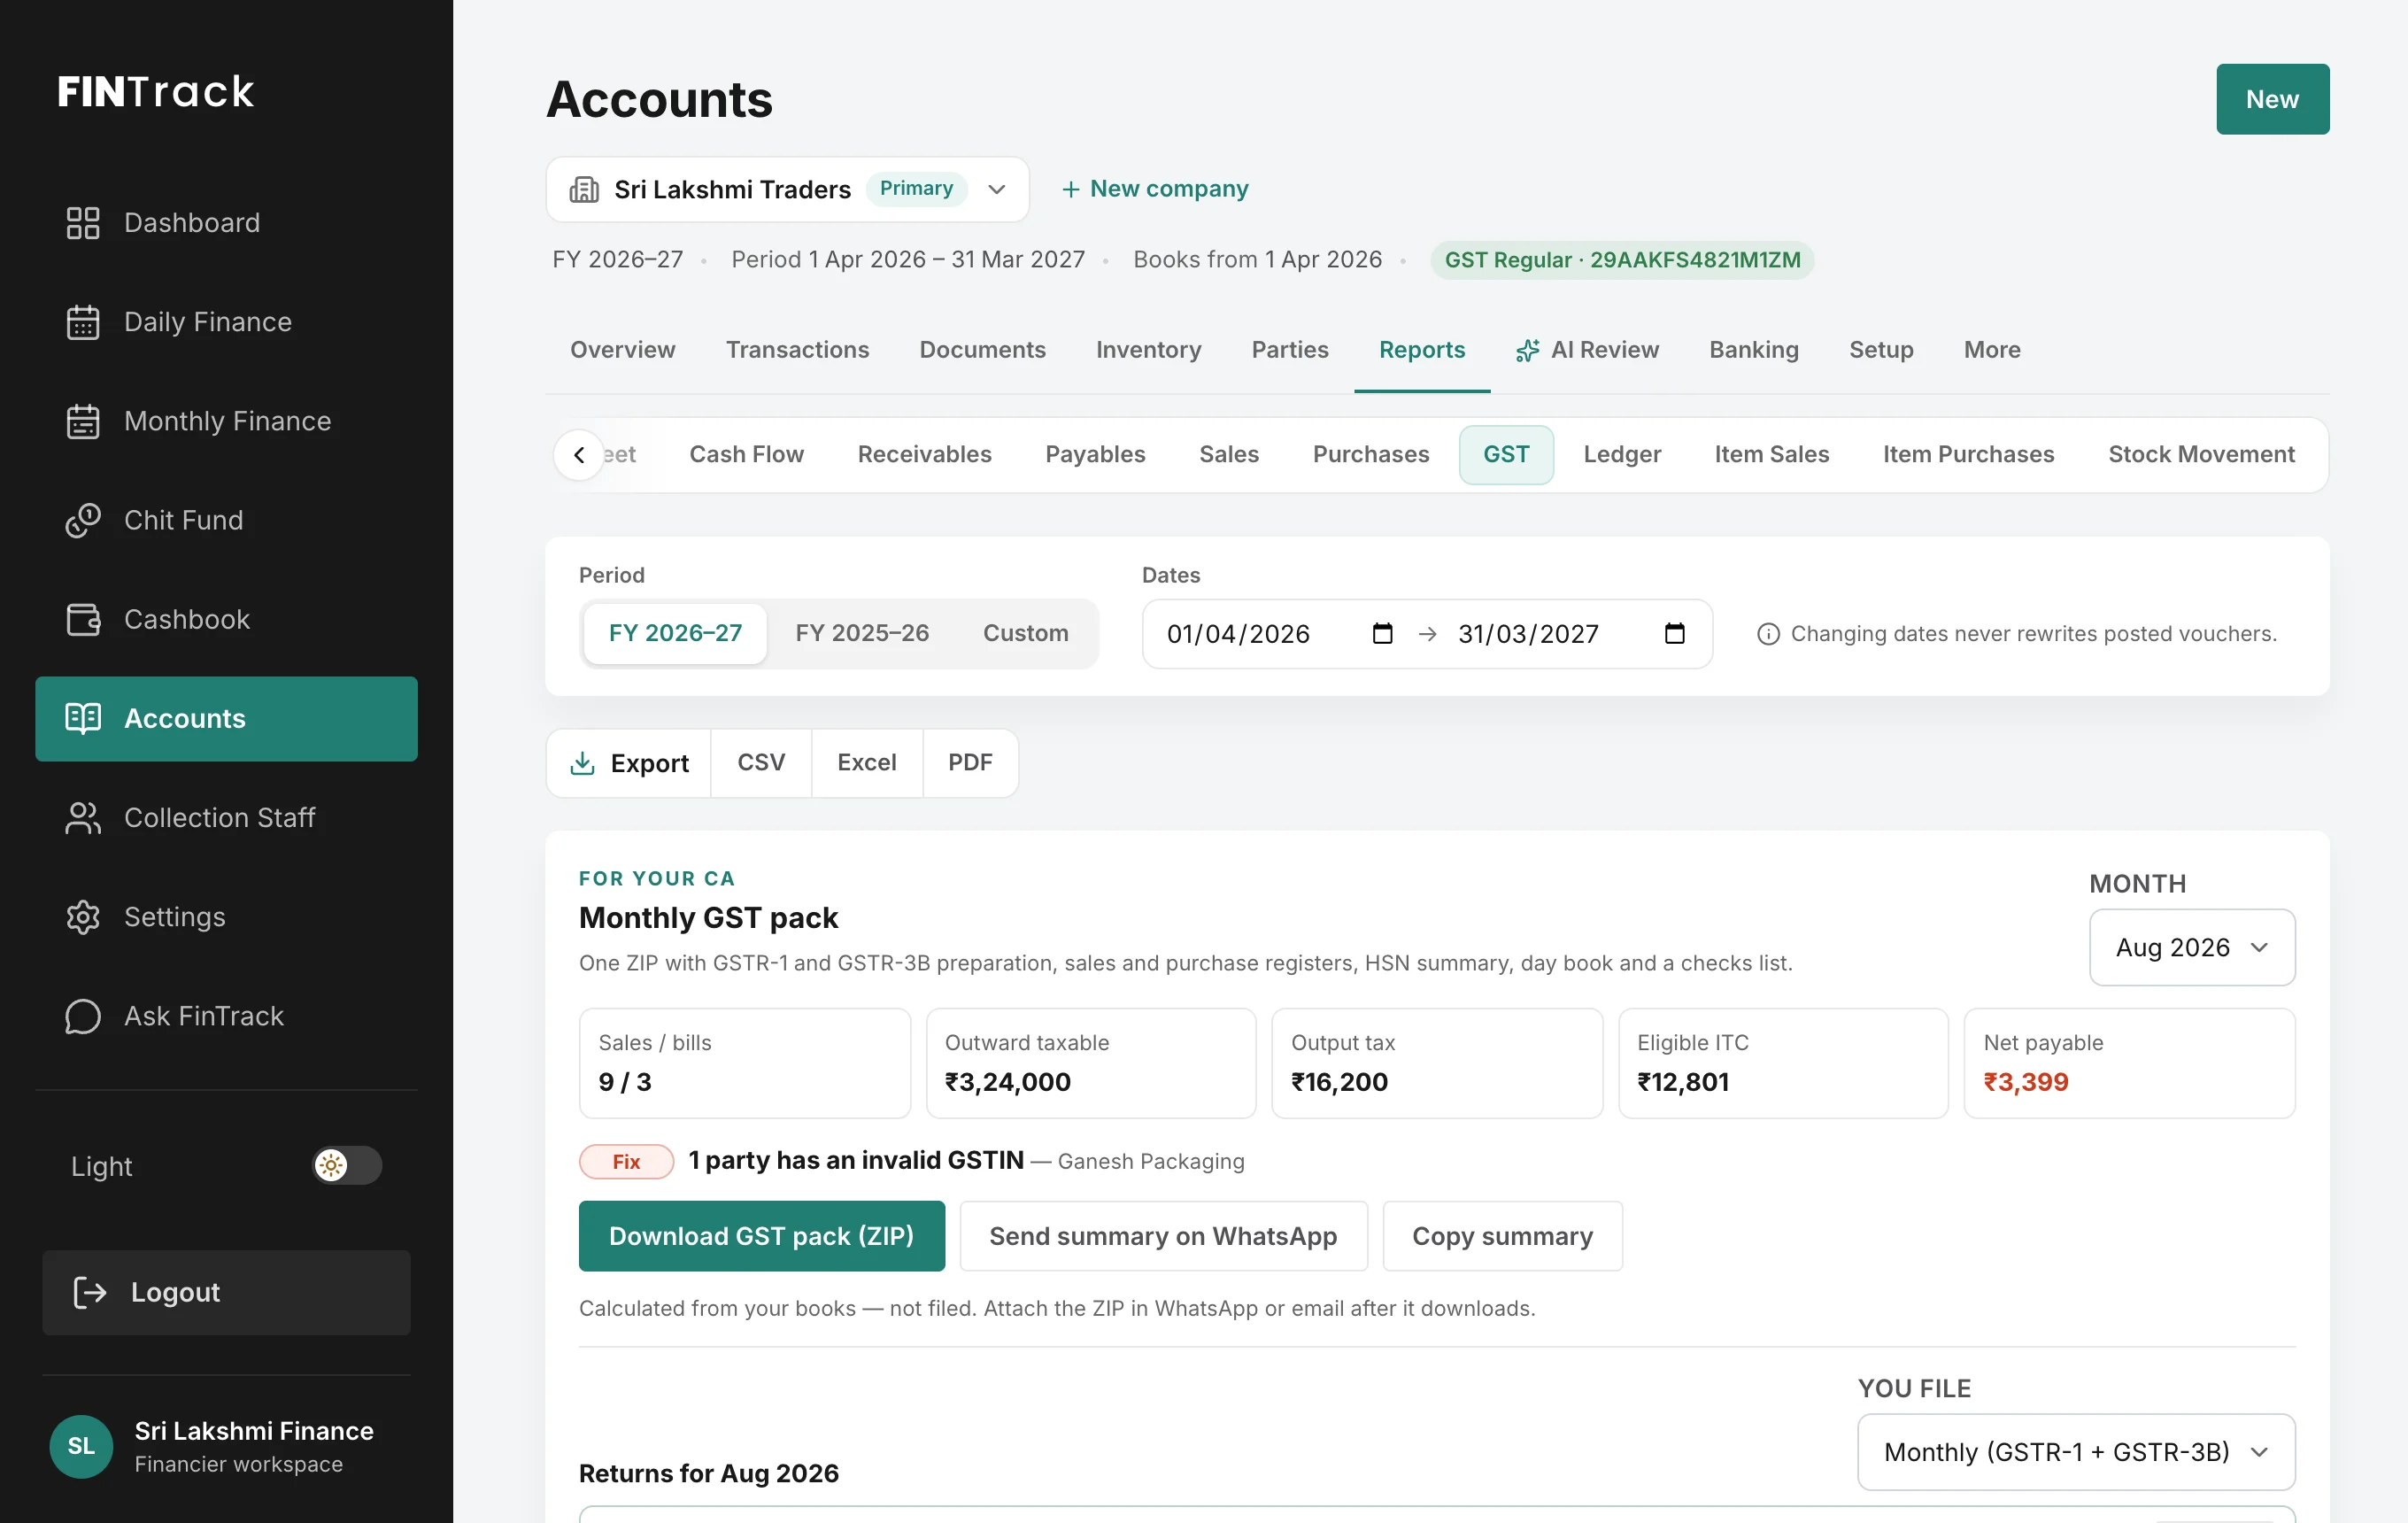 FINTrack
Dashboard
Daily Finance
Monthly Finance
Chit Fund
Cashbook
Accounts
Collection Staff
Settings
Ask FinTrack
Light
Logout
SL
Sri Lakshmi Finance
Financier workspace
Accounts
New
Sri Lakshmi Traders Primary
+ New company
FY 2026–27 • Period 1 Apr 2026 – 31 Mar 2027 • Books from 1 Apr 2026 • GST Regular · 29AAKFS4821M1ZM
Overview Transactions Documents Inventory Parties Reports AI Review Banking Setup More
eet Cash Flow Receivables Payables Sales Purchases GST Ledger Item Sales Item Purchases Stock Movement
Period
FY 2026–27 FY 2025–26 Custom
Dates
01/04/2026 → 31/03/2027
Changing dates never rewrites posted vouchers.
Export CSV Excel PDF
FOR YOUR CA
Monthly GST pack
One ZIP with GSTR-1 and GSTR-3B preparation, sales and purchase registers, HSN summary, day book and a checks list.
MONTH
Aug 2026
Sales / bills
9 / 3
Outward taxable
₹3,24,000
Output tax
₹16,200
Eligible ITC
₹12,801
Net payable
₹3,399
Fix 1 party has an invalid GSTIN — Ganesh Packaging
Download GST pack (ZIP) Send summary on WhatsApp Copy summary
Calculated from your books — not filed. Attach the ZIP in WhatsApp or email after it downloads.
YOU FILE
Monthly (GSTR-1 + GSTR-3B)
Returns for Aug 2026